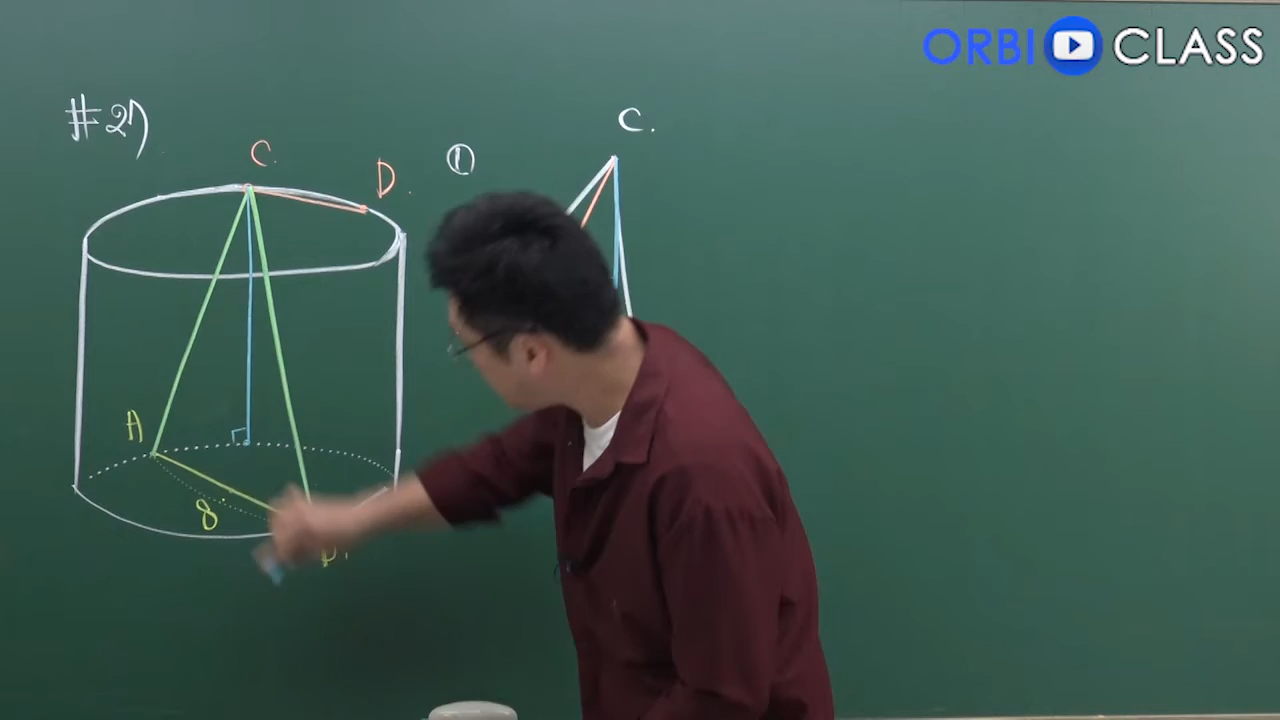 ORBI CLASS
#27
C.
D.
①
C.
A
8